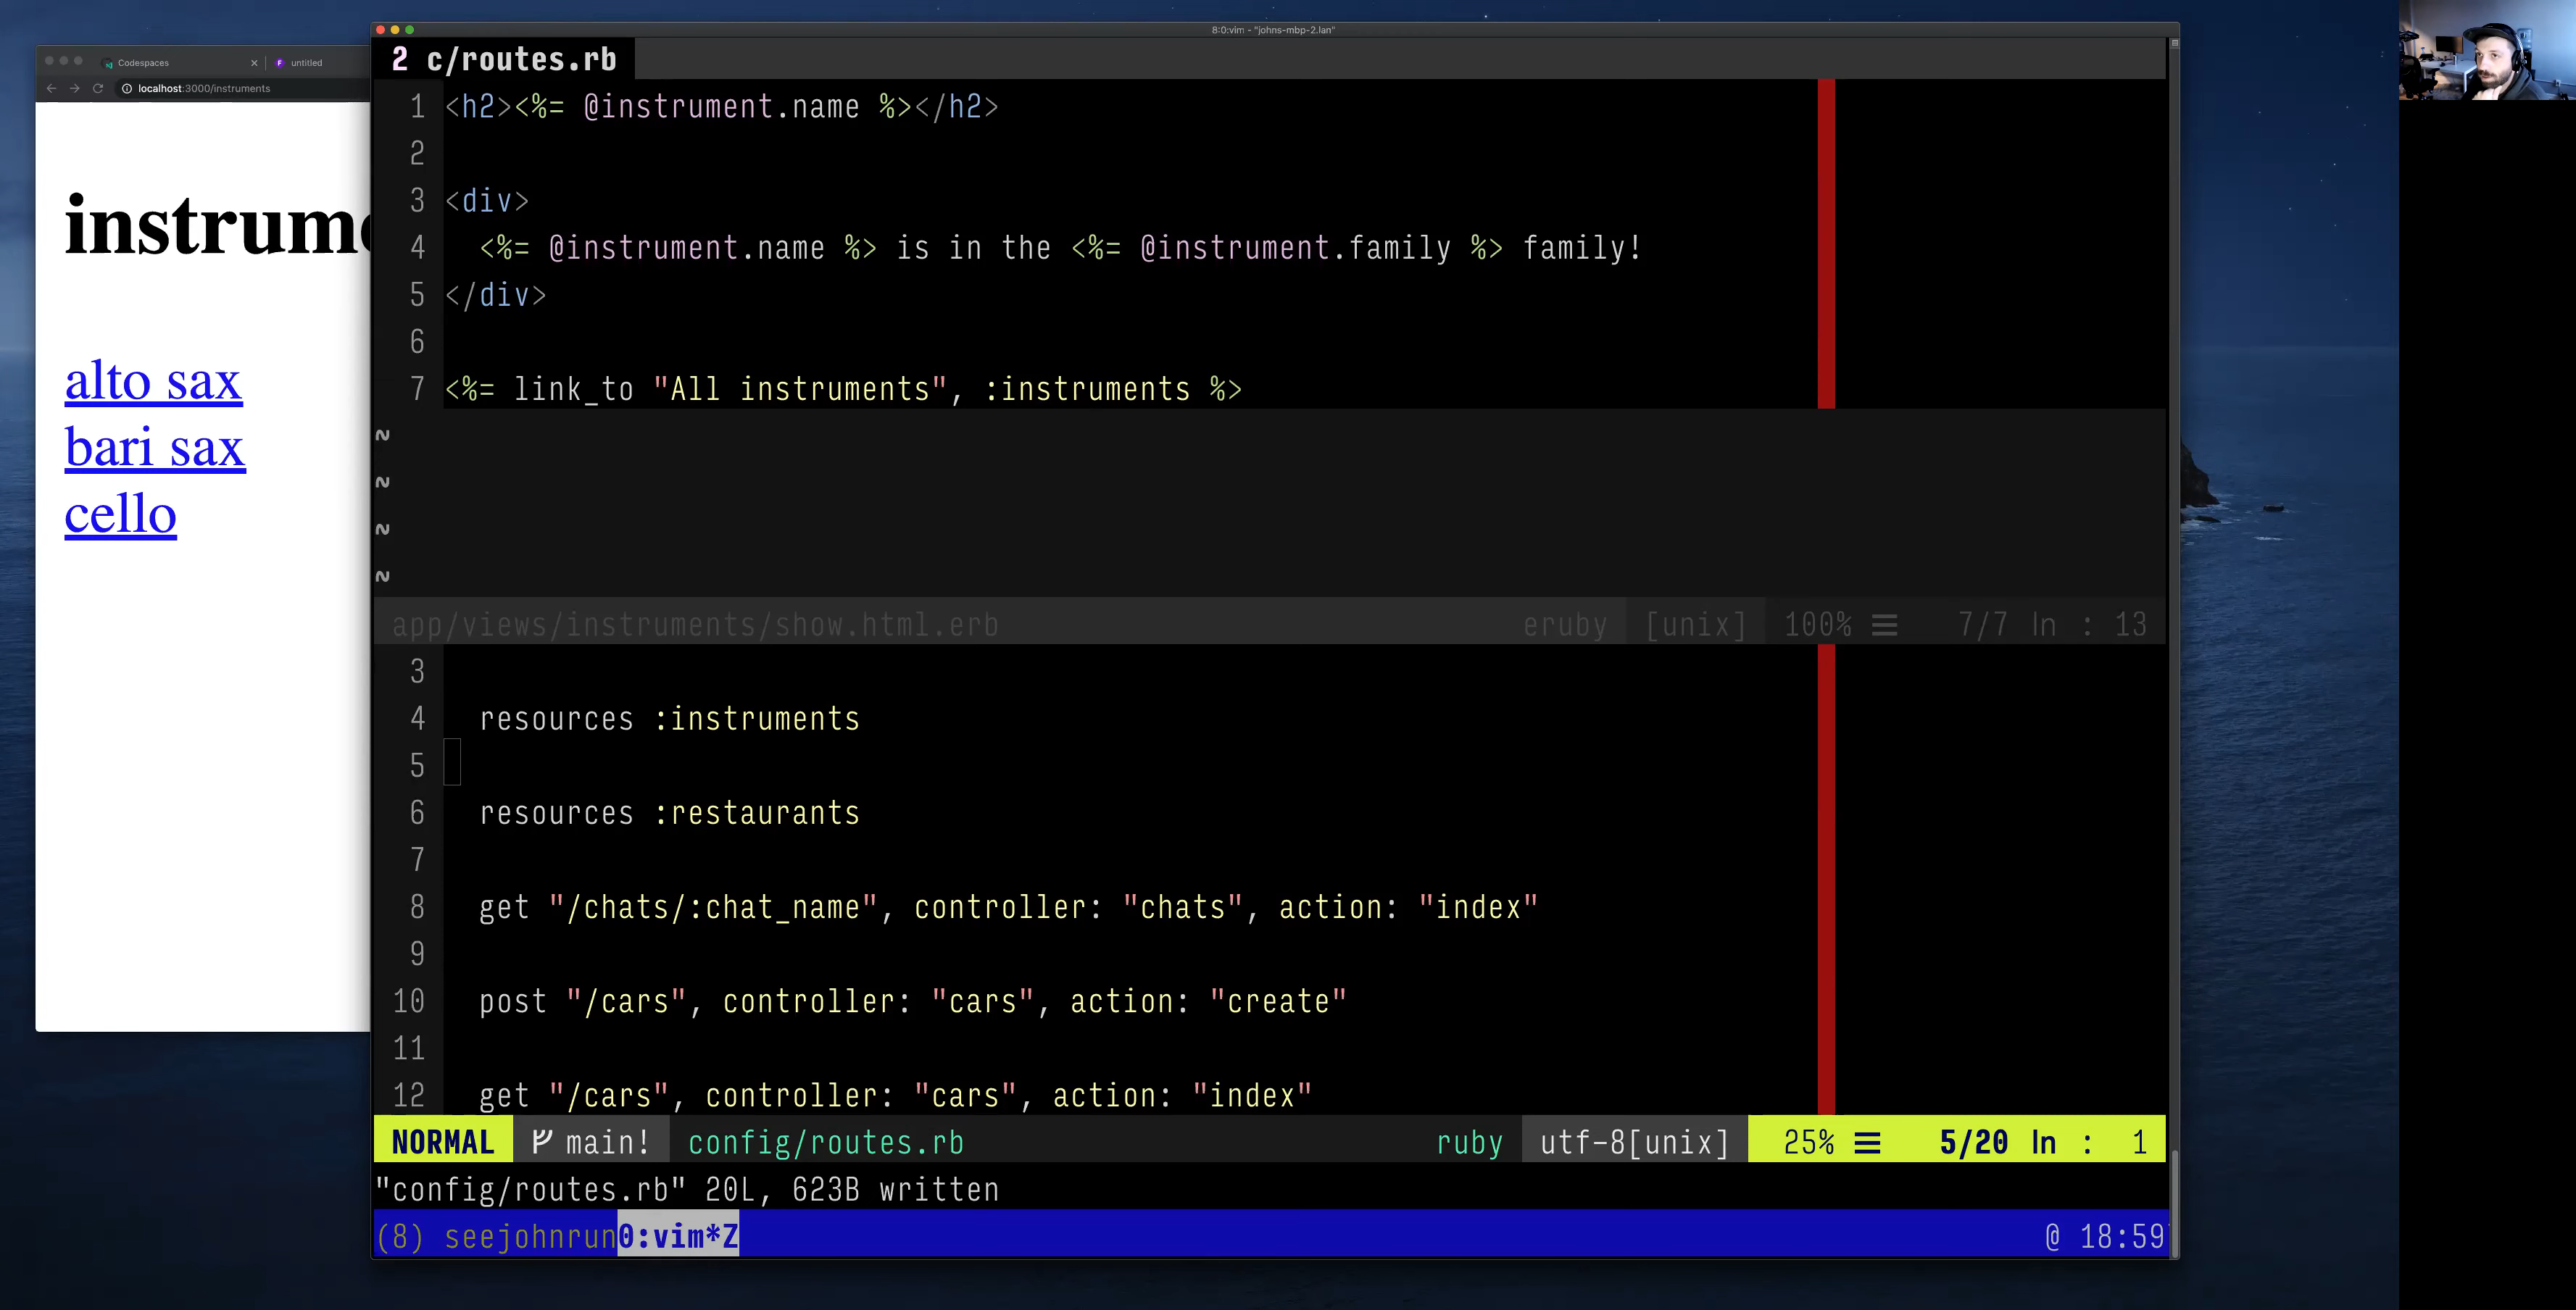 8:0:vim - "johns-mbp-2.lan"
Codespaces
untitled
localhost:3000/instruments
instrume
alto sax
bari sax
cello
2 c/routes.rb
1 <h2><%= @instrument.name %></h2>
2
3 <div>
4 <%= @instrument.name %> is in the <%= @instrument.family %> family!
5 </div>
6
7 <%= link_to "All instruments", :instruments %>
~
~
~
~
app/views/instruments/show.html.erb eruby [unix] 100% ☰ 7/7 ln : 13
3
4 resources :instruments
5
6 resources :restaurants
7
8 get "/chats/:chat_name", controller: "chats", action: "index"
9
10 post "/cars", controller: "cars", action: "create"
11
12 get "/cars", controller: "cars", action: "index"
NORMAL main! config/routes.rb ruby utf-8[unix] 25% ☰ 5/20 ln : 1
"config/routes.rb" 20L, 623B written
(8) seejohnrun0:vim*Z @ 18:59